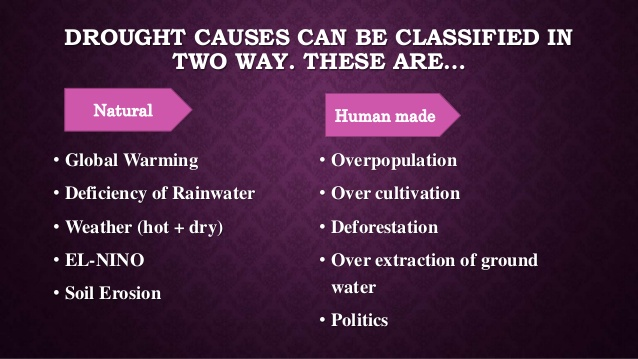 DROUGHT CAUSES CAN BE CLASSIFIED IN
TWO WAY. THESE ARE…
Natural
• Global Warming
• Deficiency of Rainwater
• Weather (hot + dry)
• EL-NINO
• Soil Erosion
Human made
• Overpopulation
• Over cultivation
• Deforestation
• Over extraction of ground
water
• Politics